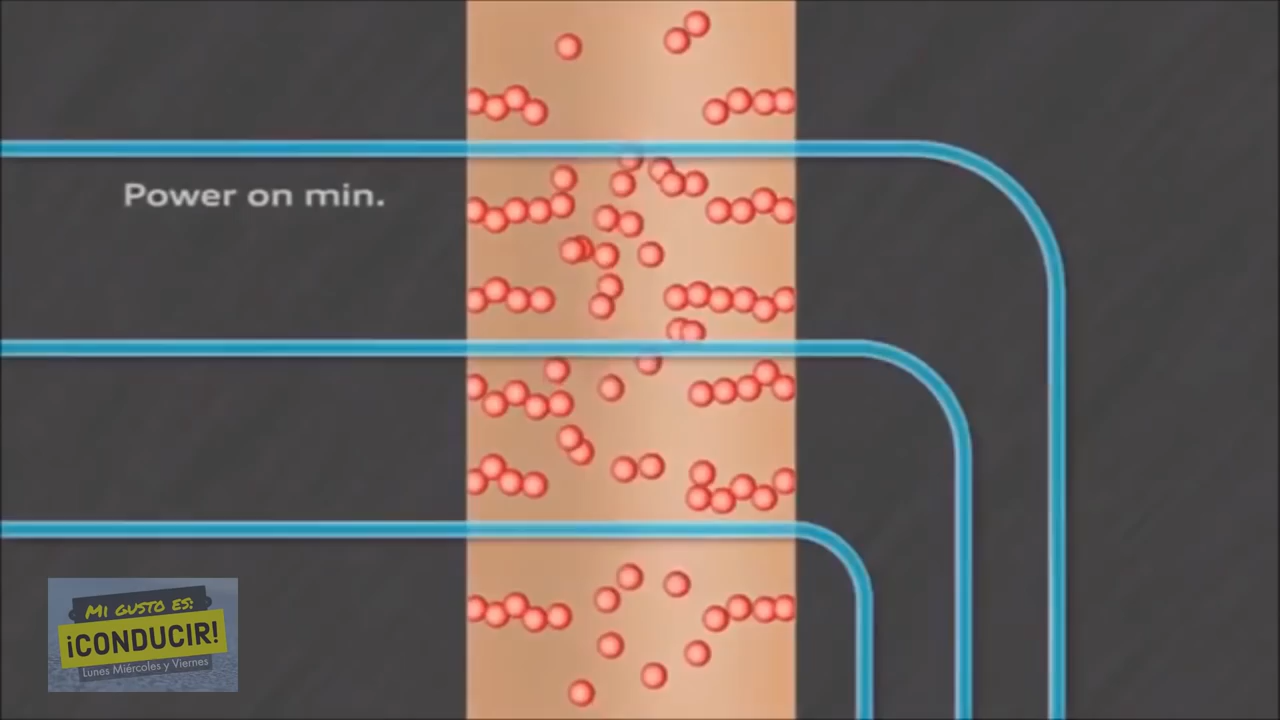 Power on min.
MI GUSTO ES:
¡CONDUCIR!
Lunes Miércoles y Viernes